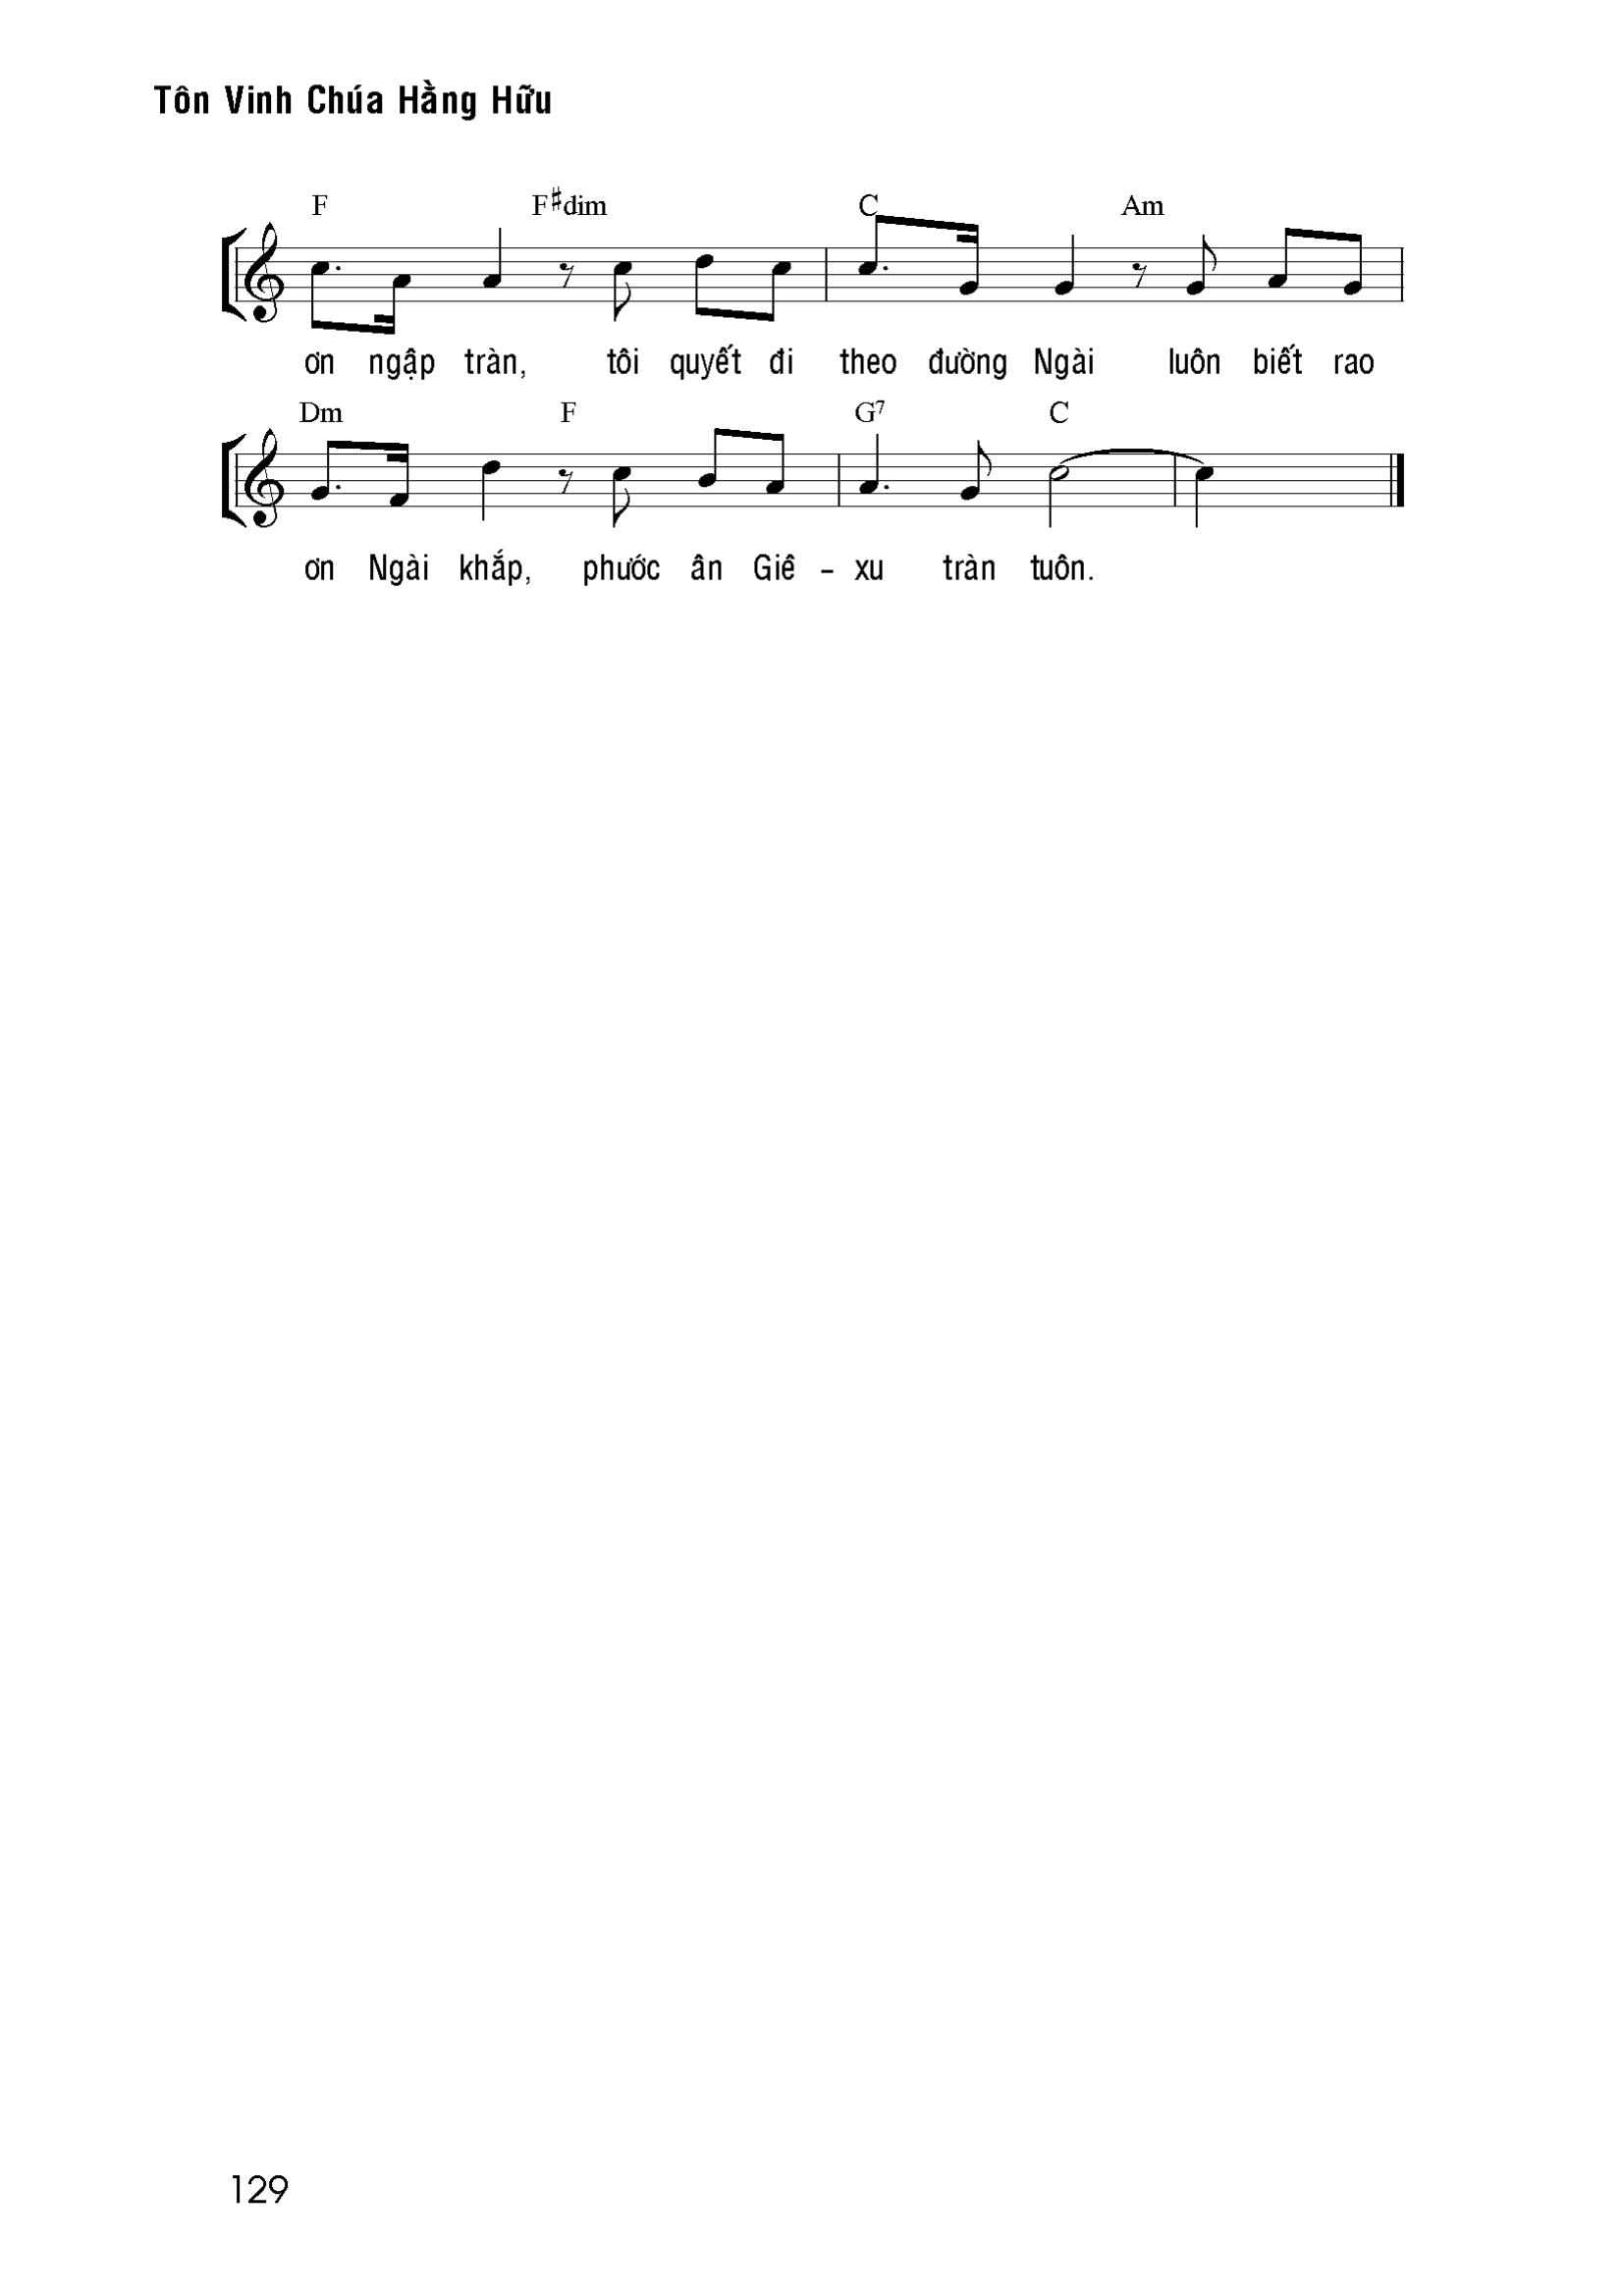 Tôn Vinh Chúa Hằng Hữu
F F♯dim C Am
ơn ngập tràn, tôi quyết đi theo đường Ngài luôn biết rao
Dm F G7 C
ơn Ngài khắp, phước ân Giê – xu tràn tuôn.
129